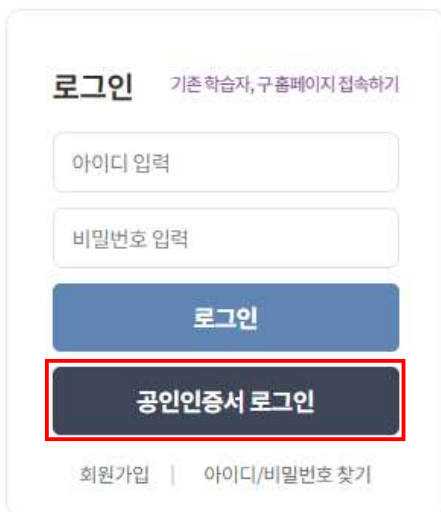 로그인 기존 학습자, 구 홈페이지 접속하기
아이디 입력
비밀번호 입력
로그인
공인인증서 로그인
회원가입 | 아이디/비밀번호 찾기